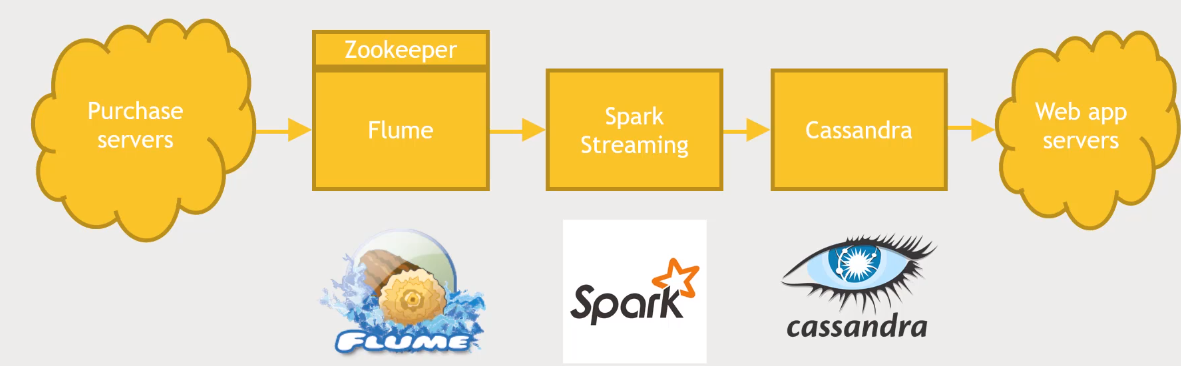 Zookeeper
Purchase
servers
Flume
Spark
Streaming
Cassandra
Web app
servers
FLUME
Spark
cassandra